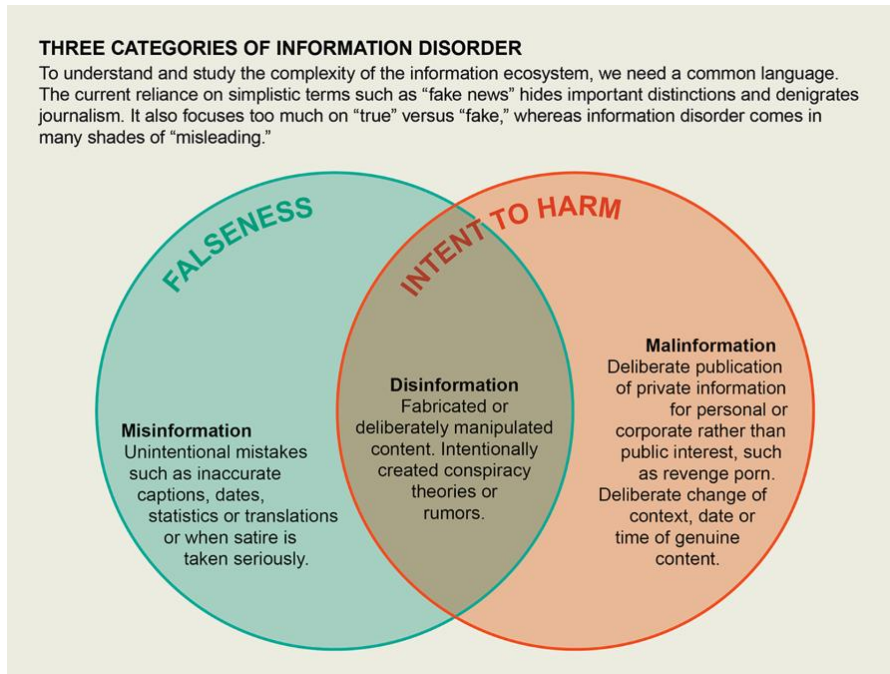 THREE CATEGORIES OF INFORMATION DISORDER
To understand and study the complexity of the information ecosystem, we need a common language.
The current reliance on simplistic terms such as “fake news” hides important distinctions and denigrates
journalism. It also focuses too much on “true” versus “fake,” whereas information disorder comes in
many shades of “misleading.”
FALSENESS
INTENT TO HARM
Misinformation
Unintentional mistakes
such as inaccurate
captions, dates,
statistics or translations
or when satire is
taken seriously.
Disinformation
Fabricated or
deliberately manipulated
content. Intentionally
created conspiracy
theories or
rumors.
Malinformation
Deliberate publication
of private information
for personal or
corporate rather than
public interest, such
as revenge porn.
Deliberate change of
context, date or
time of genuine
content.